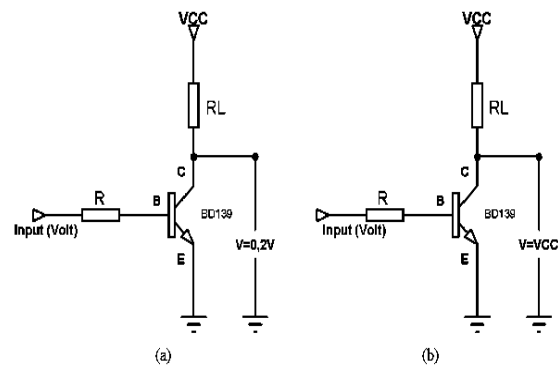 VCC
RL
C
R
B
BD139
Input (Volt)
V=0,2V
E
(a)
VCC
RL
C
R
B
BD139
Input (Volt)
V=VCC
E
(b)